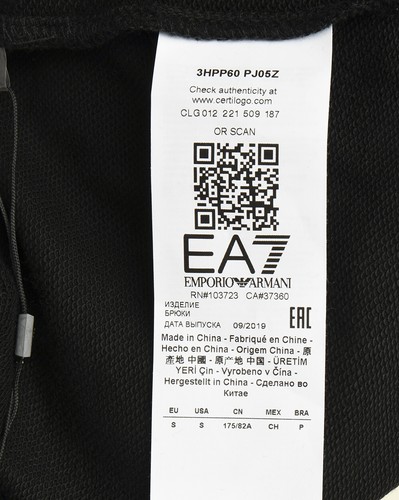 3HPP60 PJ05Z
Check authenticity at
www.certilogo.com
CLG 012 221 509 187
OR SCAN
EA7
EMPORIO ARMANI
RN#103723 CA#37360
ИЗДЕЛИЕ
БРЮКИ
ДАТА ВЫПУСКА 09/2019
EAC
Made in China - Fabriqué en Chine -
Hecho en China - Origem China - 原
產地 中國 - 原产地 中国 - ÜRETİM
YERİ Çin - Vyrobeno v Čína -
Hergestellt in China - Сделано во
Китае
EU USA CN MEX BRA
S S 175/82A CH P